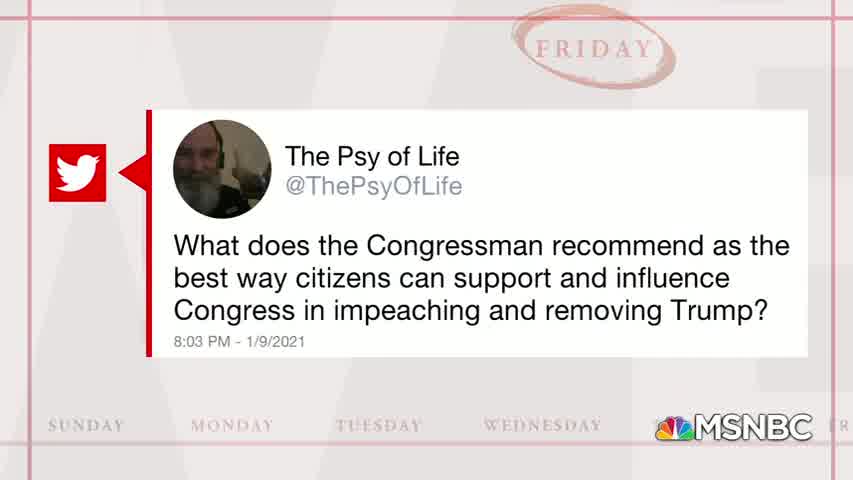 FRIDAY
The Psy of Life
@ThePsyOfLife
What does the Congressman recommend as the
best way citizens can support and influence
Congress in impeaching and removing Trump?
8:03 PM - 1/9/2021
SUNDAY MONDAY TUESDAY WEDNESDAY
MSNBC